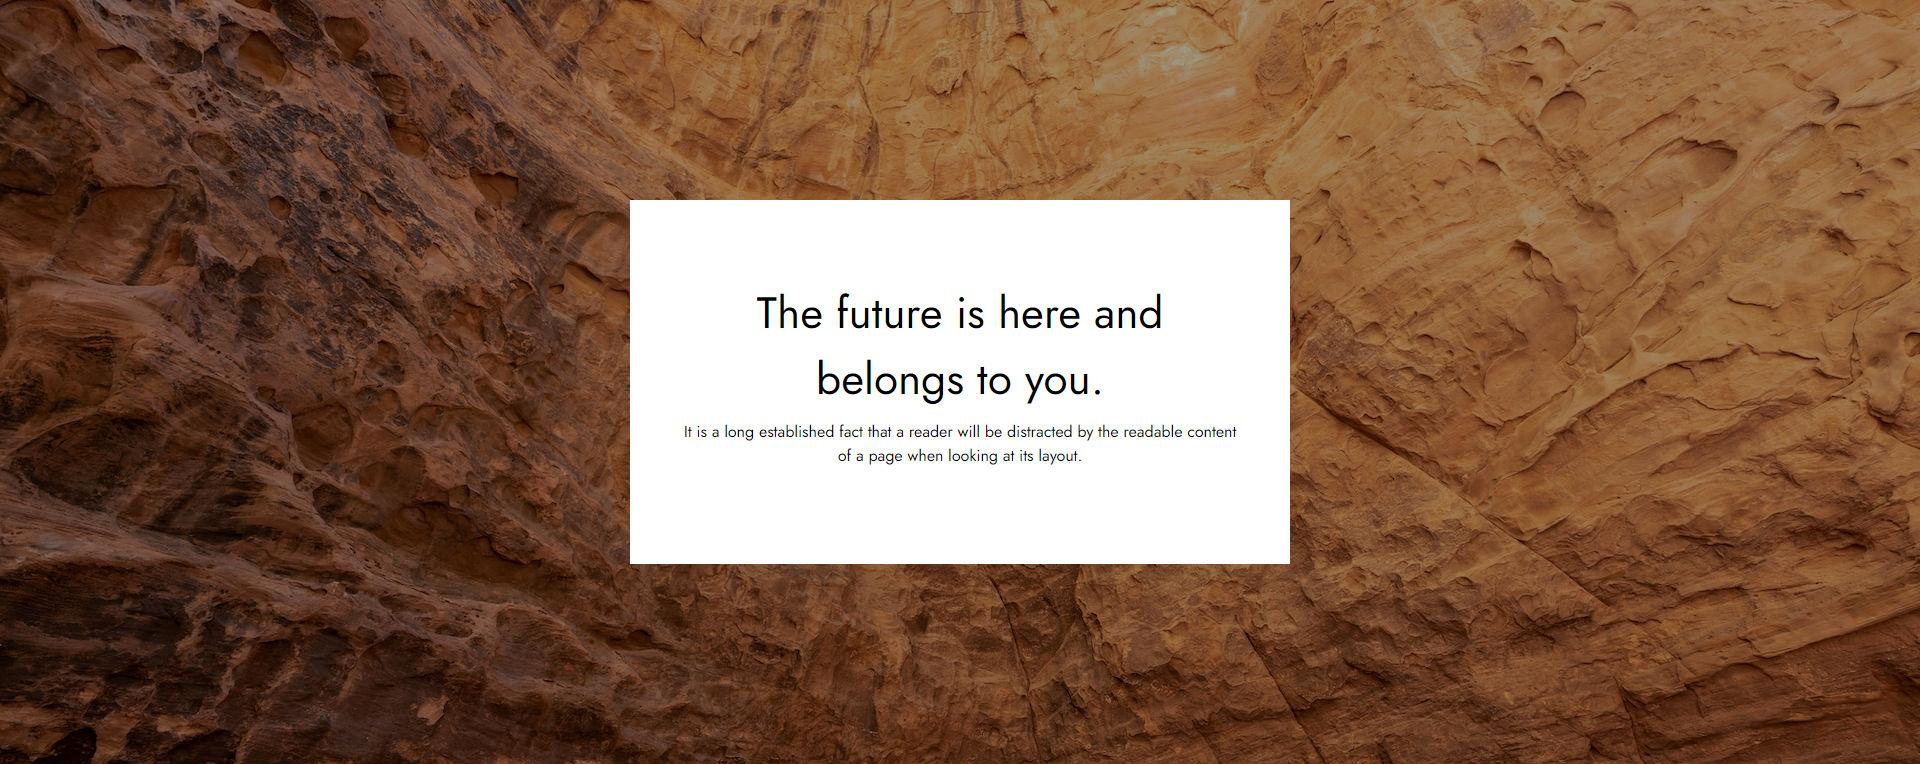 The future is here and
belongs to you.
It is a long established fact that a reader will be distracted by the readable content
of a page when looking at its layout.